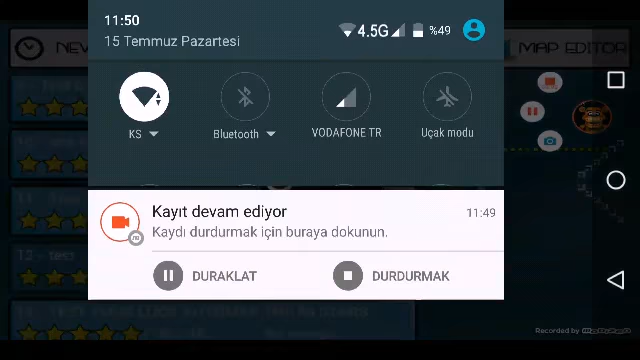 11:50
4.5G
%49
15 Temmuz Pazartesi
MAP EDITOR
KS
Bluetooth
VODAFONE TR
Uçak modu
Kayıt devam ediyor
11:49
Kaydı durdurmak için buraya dokunun.
DURAKLAT
DURDURMAK
Recorded by